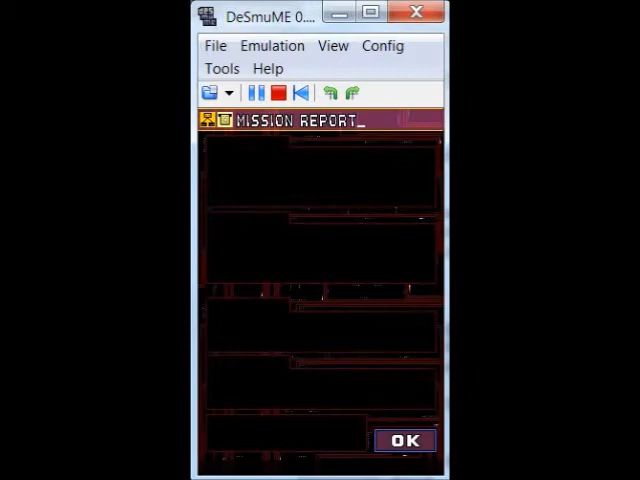 DeSmuME 0....
File Emulation View Config
Tools Help
MISSION REPORT_
OK